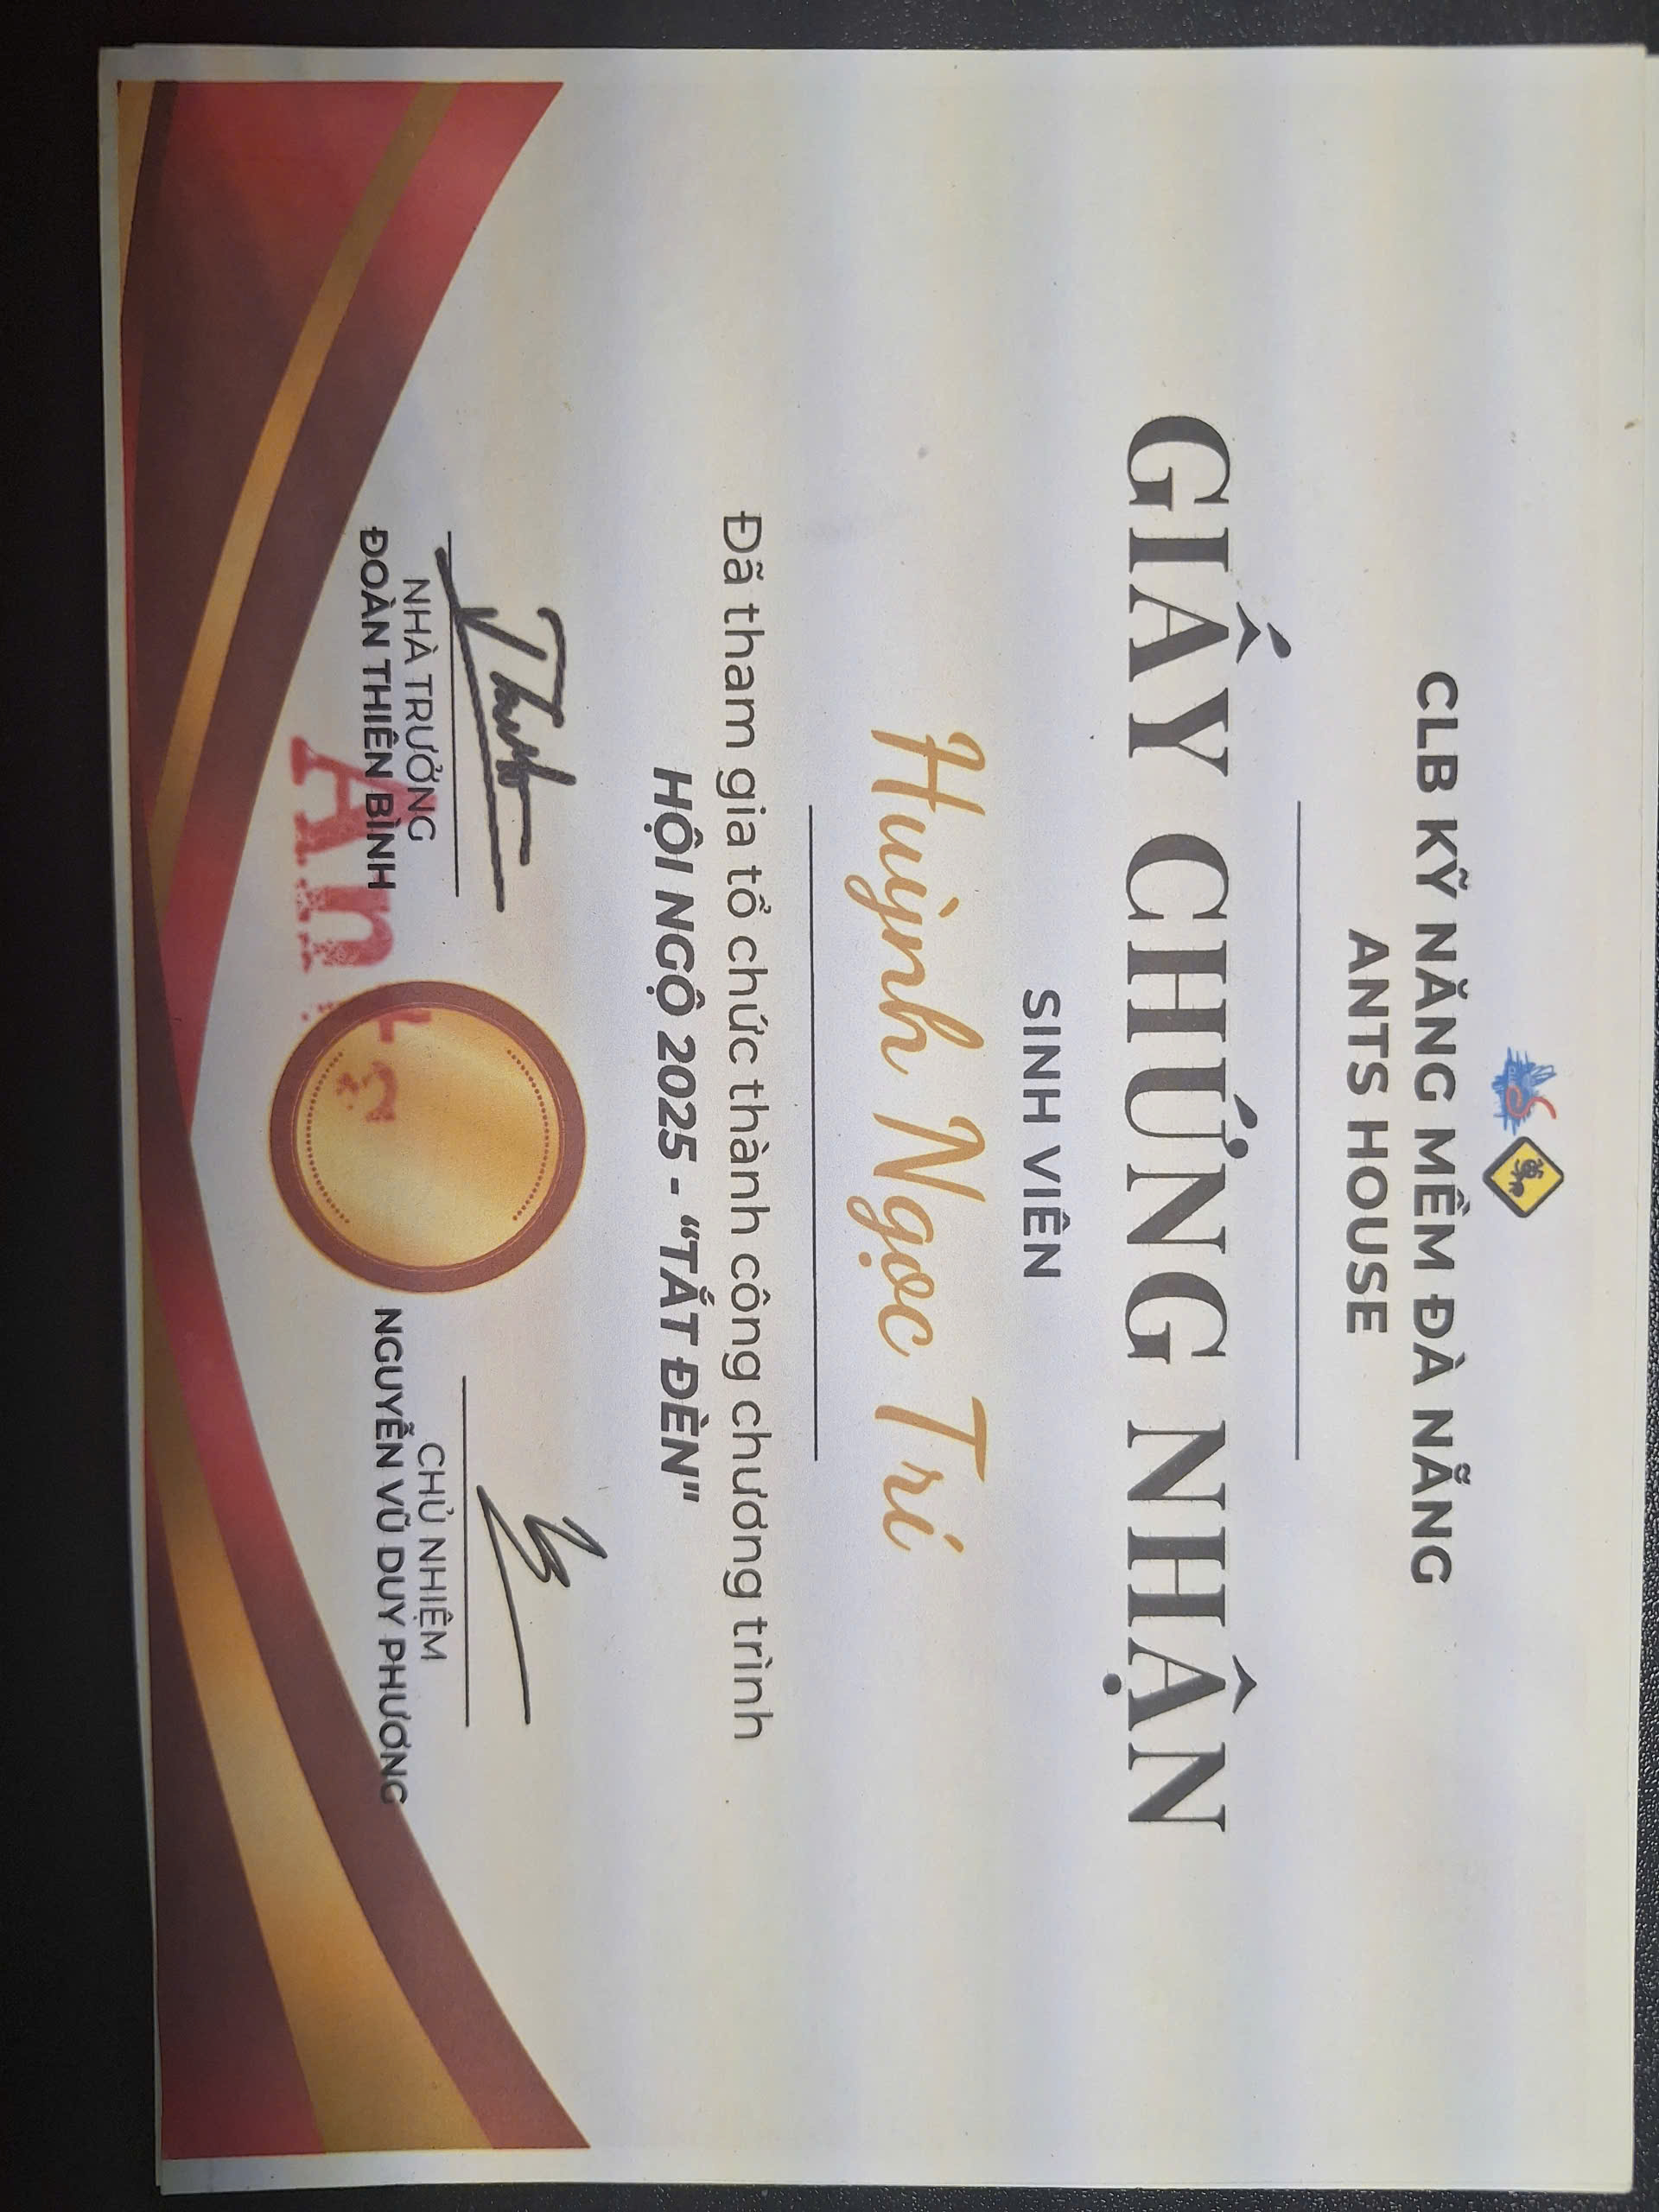 CLB KỸ NĂNG MỀM ĐÀ NẴNG
ANTS HOUSE
GIẤY CHỨNG NHẬN
SINH VIÊN
Huỳnh Ngọc Trí
Đã tham gia tổ chức thành công chương trình
HỘI NGỘ 2025 - “TẮT ĐÈN"
NHÀ TRƯỞNG
ĐOÀN THIÊN BÌNH
CHỦ NHIỆM
NGUYỄN VŨ DUY PHƯƠNG
Ants